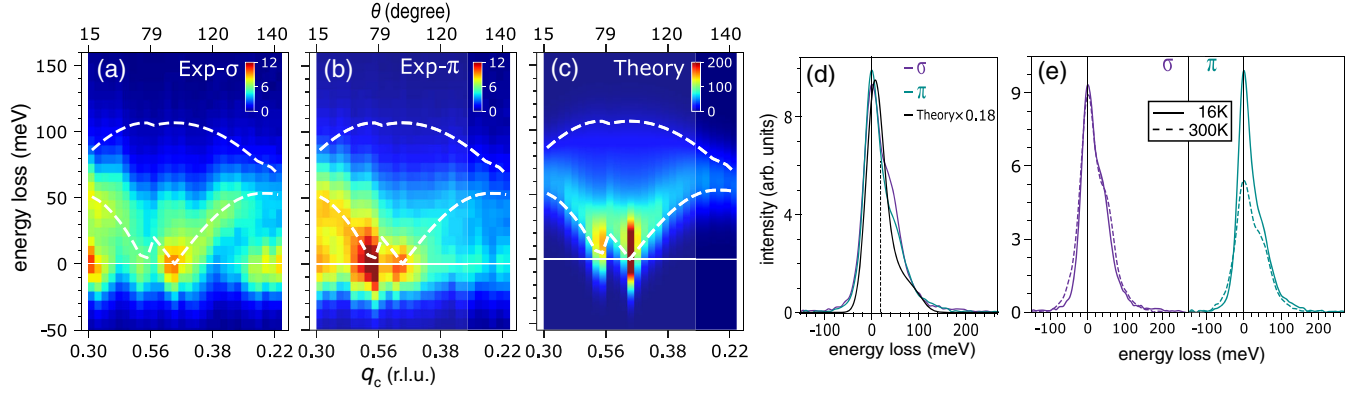 θ (degree)
15 79 120 140 15 79 120 140 15 79 120 140
(a) Exp-σ 12 6 0
(b) Exp-π 12 6 0
(c) Theory 200 100 0
energy loss (meV)
150
100
50
0
-50
0.30 0.56 0.38 0.22 0.30 0.56 0.38 0.22 0.30 0.56 0.38 0.22
qc (r.l.u.)
(d)
σ
π
Theory×0.18
intensity (arb. units)
8
4
0
-100 0 100 200
energy loss (meV)
(e)
σ π
16K
300K
9
6
3
0
-100 0 100 200 -100 0 100 200
energy loss (meV)